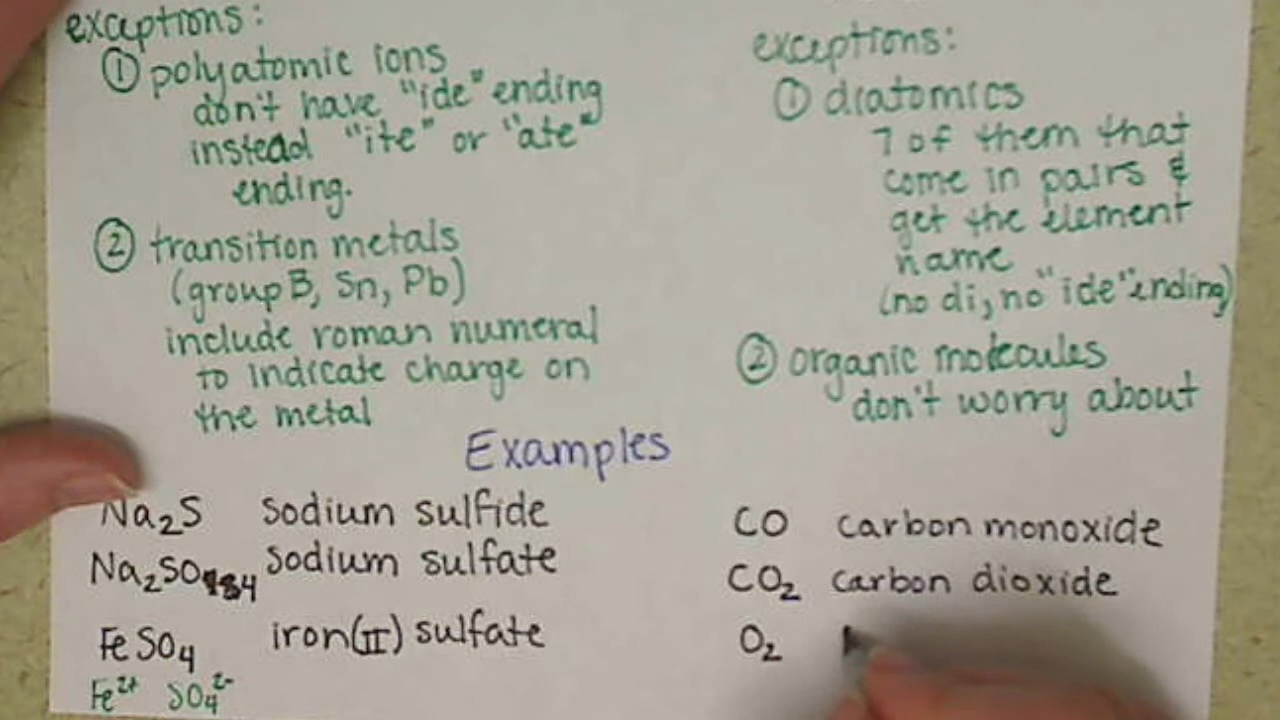 exceptions:
① polyatomic ions
don't have "ide" ending
instead "ite" or "ate"
ending.
② transition metals
(group B, Sn, Pb)
include roman numeral
to indicate charge on
the metal
exceptions:
① diatomics
7 of them that
come in pairs &
get the element
name
(no di, no "ide" ending)
② organic molecules
don't worry about
Examples
Na₂S sodium sulfide
Na₂SO₄ sodium sulfate
FeSO₄ iron(II) sulfate
Fe²⁺ SO₄²⁻
CO carbon monoxide
CO₂ carbon dioxide
O₂